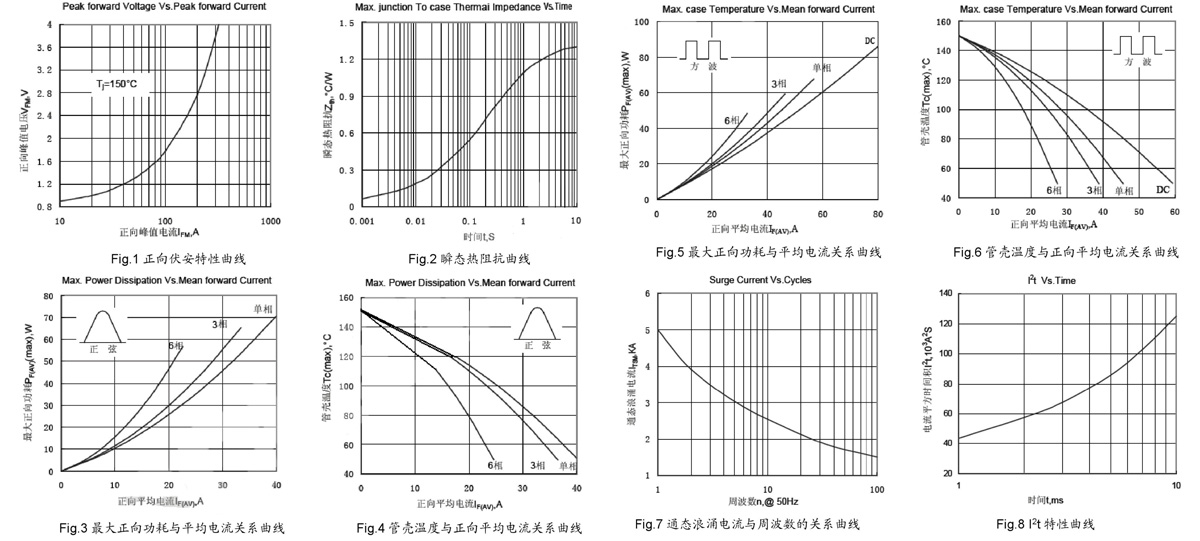 Peak forward Voltage Vs.Peak forward Current
正向峰值电压VFM,V
4
3.6
3.2
2.8
2.4
2
1.6
1.2
0.8
Tj=150°C
10
100
1000
正向峰值电流IFM,A
Fig.1 正向伏安特性曲线
Max. junction To case Thermai Impedance Vs.Time
瞬态热阻抗Zth,°C/W
1.5
1.2
0.9
0.6
0.3
0
0.001
0.01
0.1
1
10
时间t,S
Fig.2 瞬态热阻抗曲线
Max. case Temperature Vs.Mean forward Current
最大正向功耗PF(AV)(max),W
100
80
60
40
20
0
方 波
6相
3相
单相
DC
0
20
40
60
80
正向平均电流IF(AV),A
Fig.5 最大正向功耗与平均电流关系曲线
Max. case Temperature Vs.Mean forward Current
管壳温度Tc(max),°C
160
140
120
100
80
60
40
方 波
6相
3相
单相
DC
0
10
20
30
40
50
60
正向平均电流IF(AV),A
Fig.6 管壳温度与正向平均电流关系曲线
Max. Power Dissipation Vs.Mean forward Current
最大正向功耗PF(AV)(max),W
80
70
60
50
40
30
20
10
0
正 弦
6相
3相
单相
0
10
20
30
40
正向平均电流IF(AV),A
Fig.3 最大正向功耗与平均电流关系曲线
Max. Power Dissipation Vs.Mean forward Current
管壳温度Tc(max),°C
160
140
120
100
80
60
40
正 弦
6相
3相
单相
0
10
20
30
40
正向平均电流IF(AV),A
Fig.4 管壳温度与正向平均电流关系曲线
Surge Current Vs.Cycles
通态浪涌电流ITSM,KA
6
5
4
3
2
1
1
10
100
周波数n,@ 50Hz
Fig.7 通态浪涌电流与周波数的关系曲线
I²t Vs.Time
电流平方时间积I²t,10³A²S
140
120
100
80
60
40
20
1
10
时间t,ms
Fig.8 I²t 特性曲线